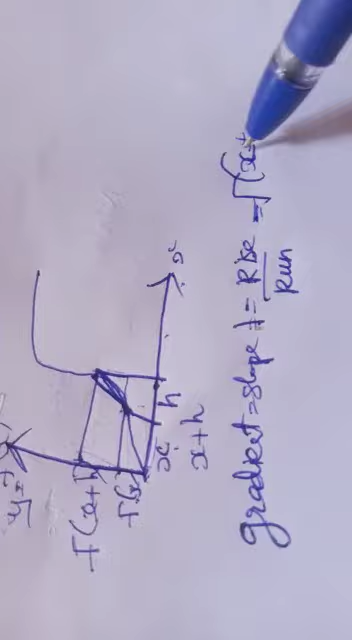 y=f
f(x+h)
f(x)
x
h
x
x+h
gradient = slope = Rise = f(x+
Run